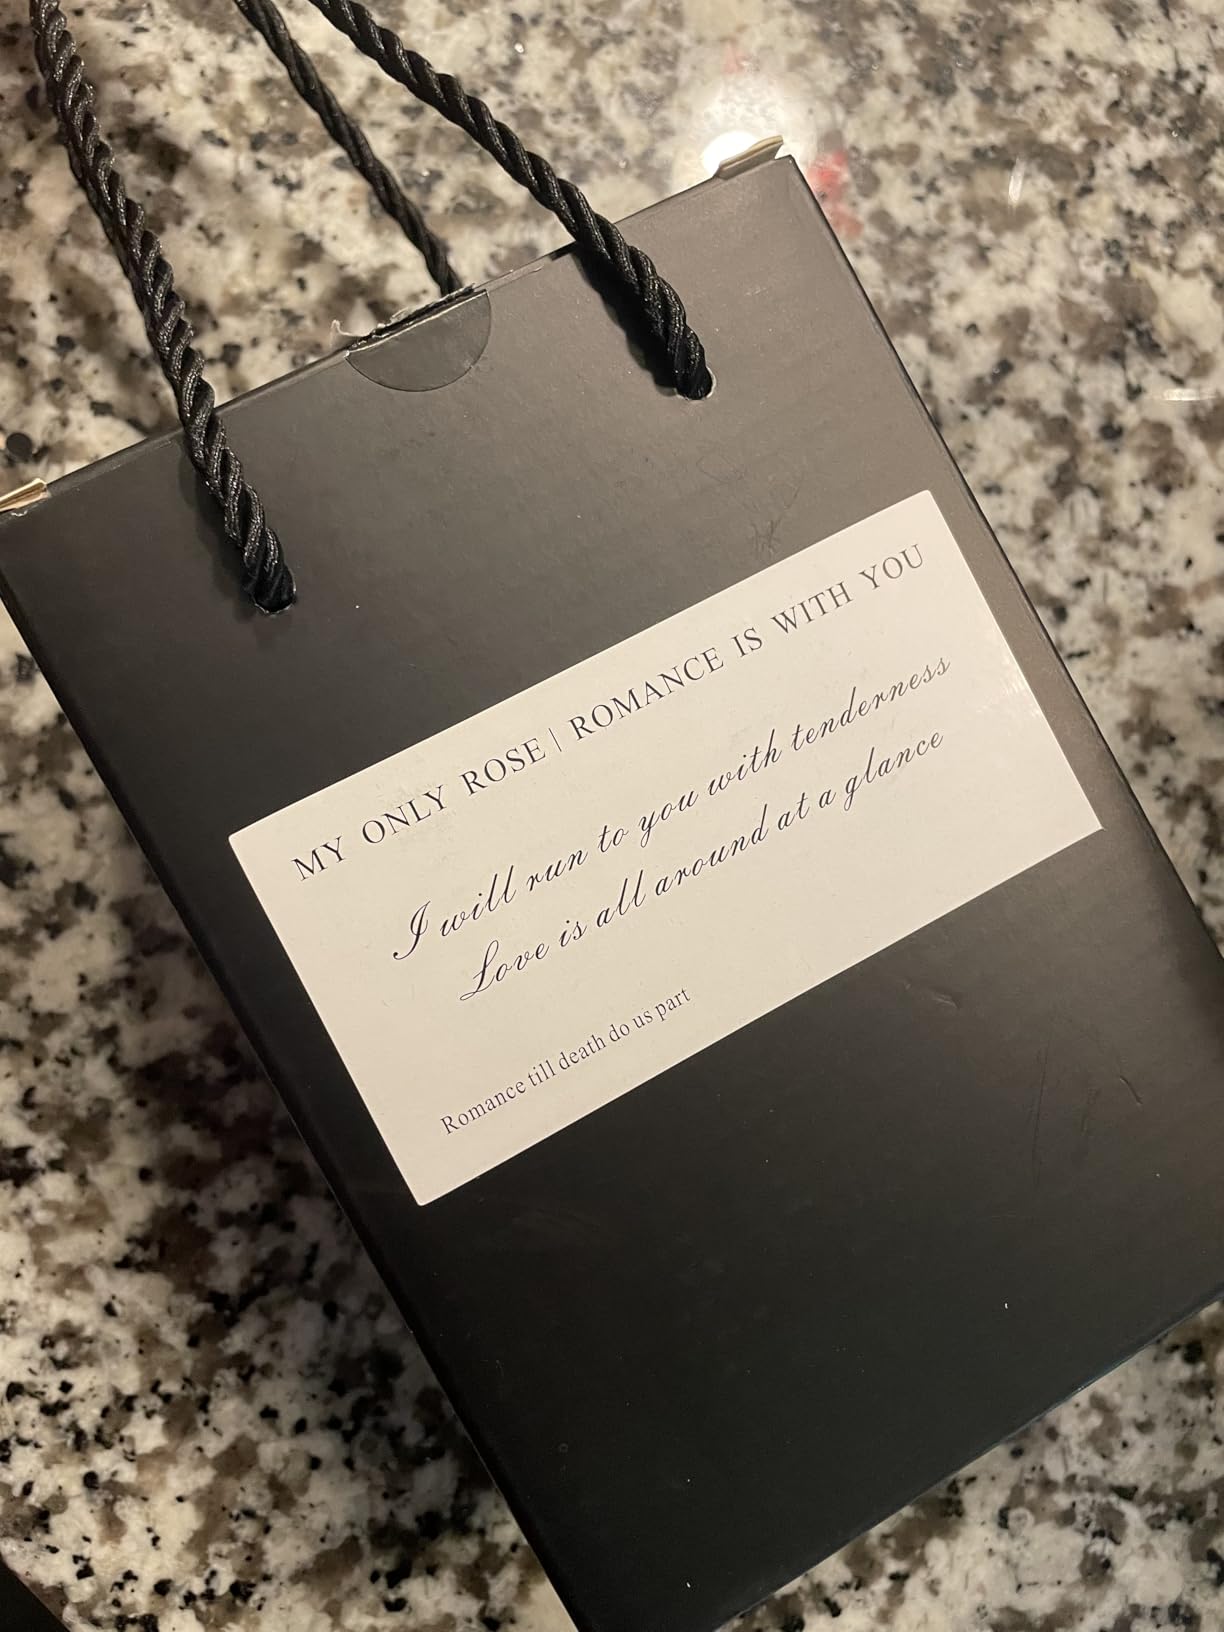 MY ONLY ROSE | ROMANCE IS WITH YOU
I will run to you with tenderness
Love is all around at a glance
Romance till death do us part